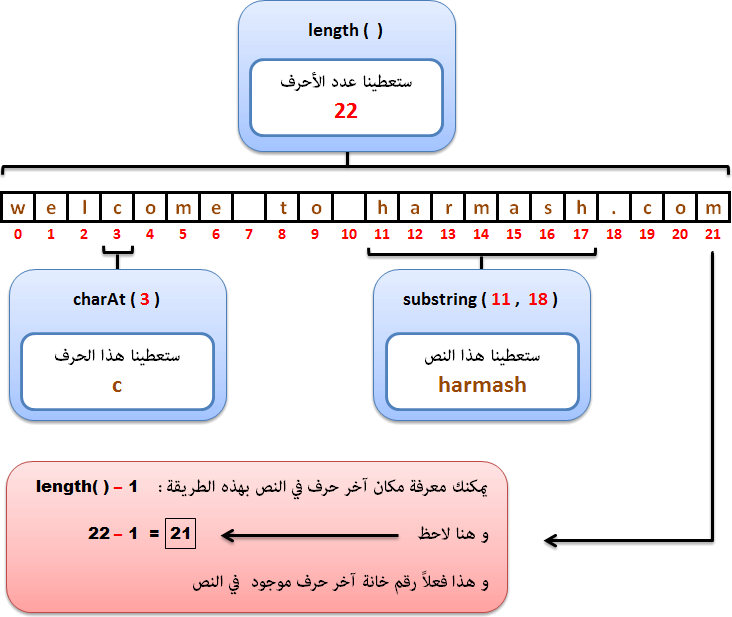 length ( )
ستعطينا عدد الأحرف
22
w e l c o m e t o h a r m a s h . c o m
0 1 2 3 4 5 6 7 8 9 10 11 12 13 14 15 16 17 18 19 20 21
charAt ( 3 )
ستعطينا هذا الحرف
c
substring ( 11 , 18 )
ستعطينا هذا النص
harmash
يمكنك معرفة مكان آخر حرف في النص بهذه الطريقة : length( ) – 1
و هنا لاحظ 22 – 1 = 21
و هذا فعلاً رقم خانة آخر حرف موجود في النص